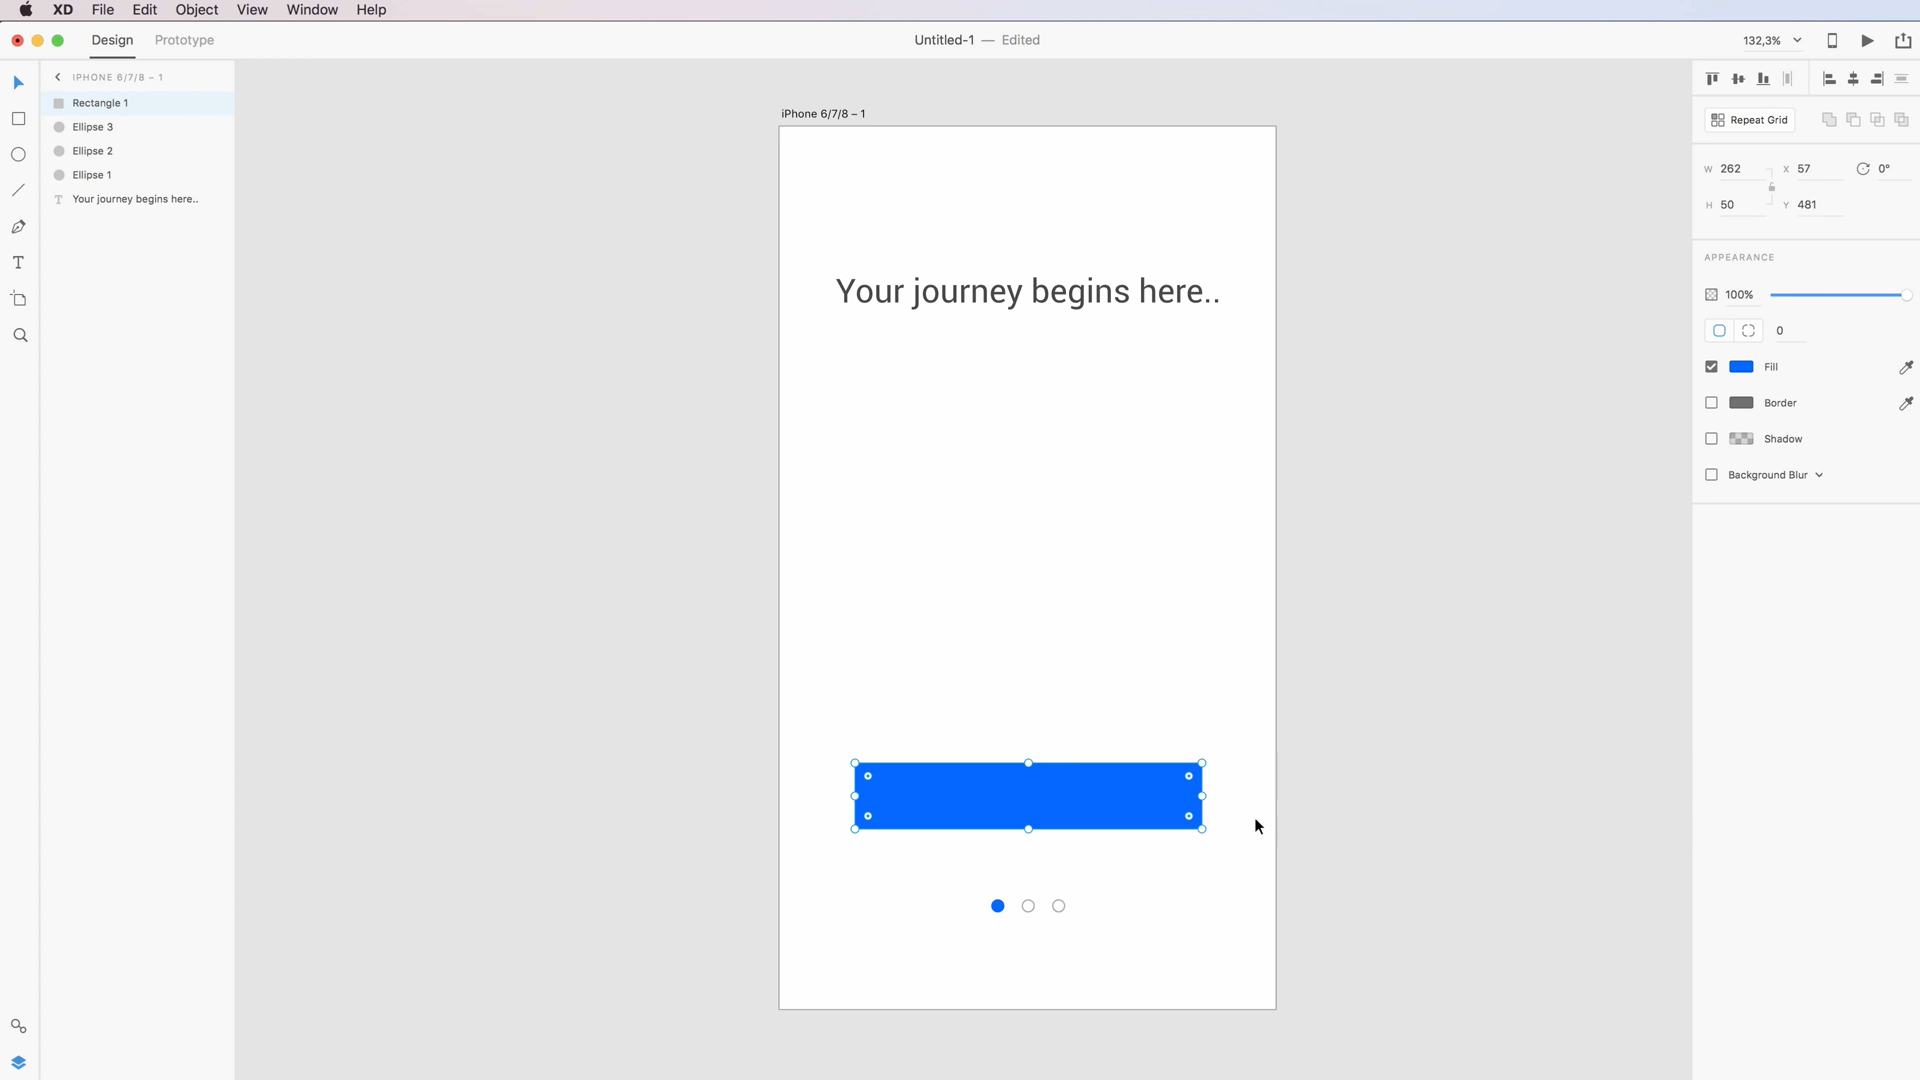 XD File Edit Object View Window Help
Design Prototype
Untitled-1 — Edited
132,3%
IPHONE 6/7/8 – 1
Rectangle 1
Ellipse 3
Ellipse 2
Ellipse 1
Your journey begins here..
iPhone 6/7/8 – 1
Your journey begins here..
Repeat Grid
W 262 X 57 0°
H 50 Y 481
APPEARANCE
100%
0
Fill
Border
Shadow
Background Blur